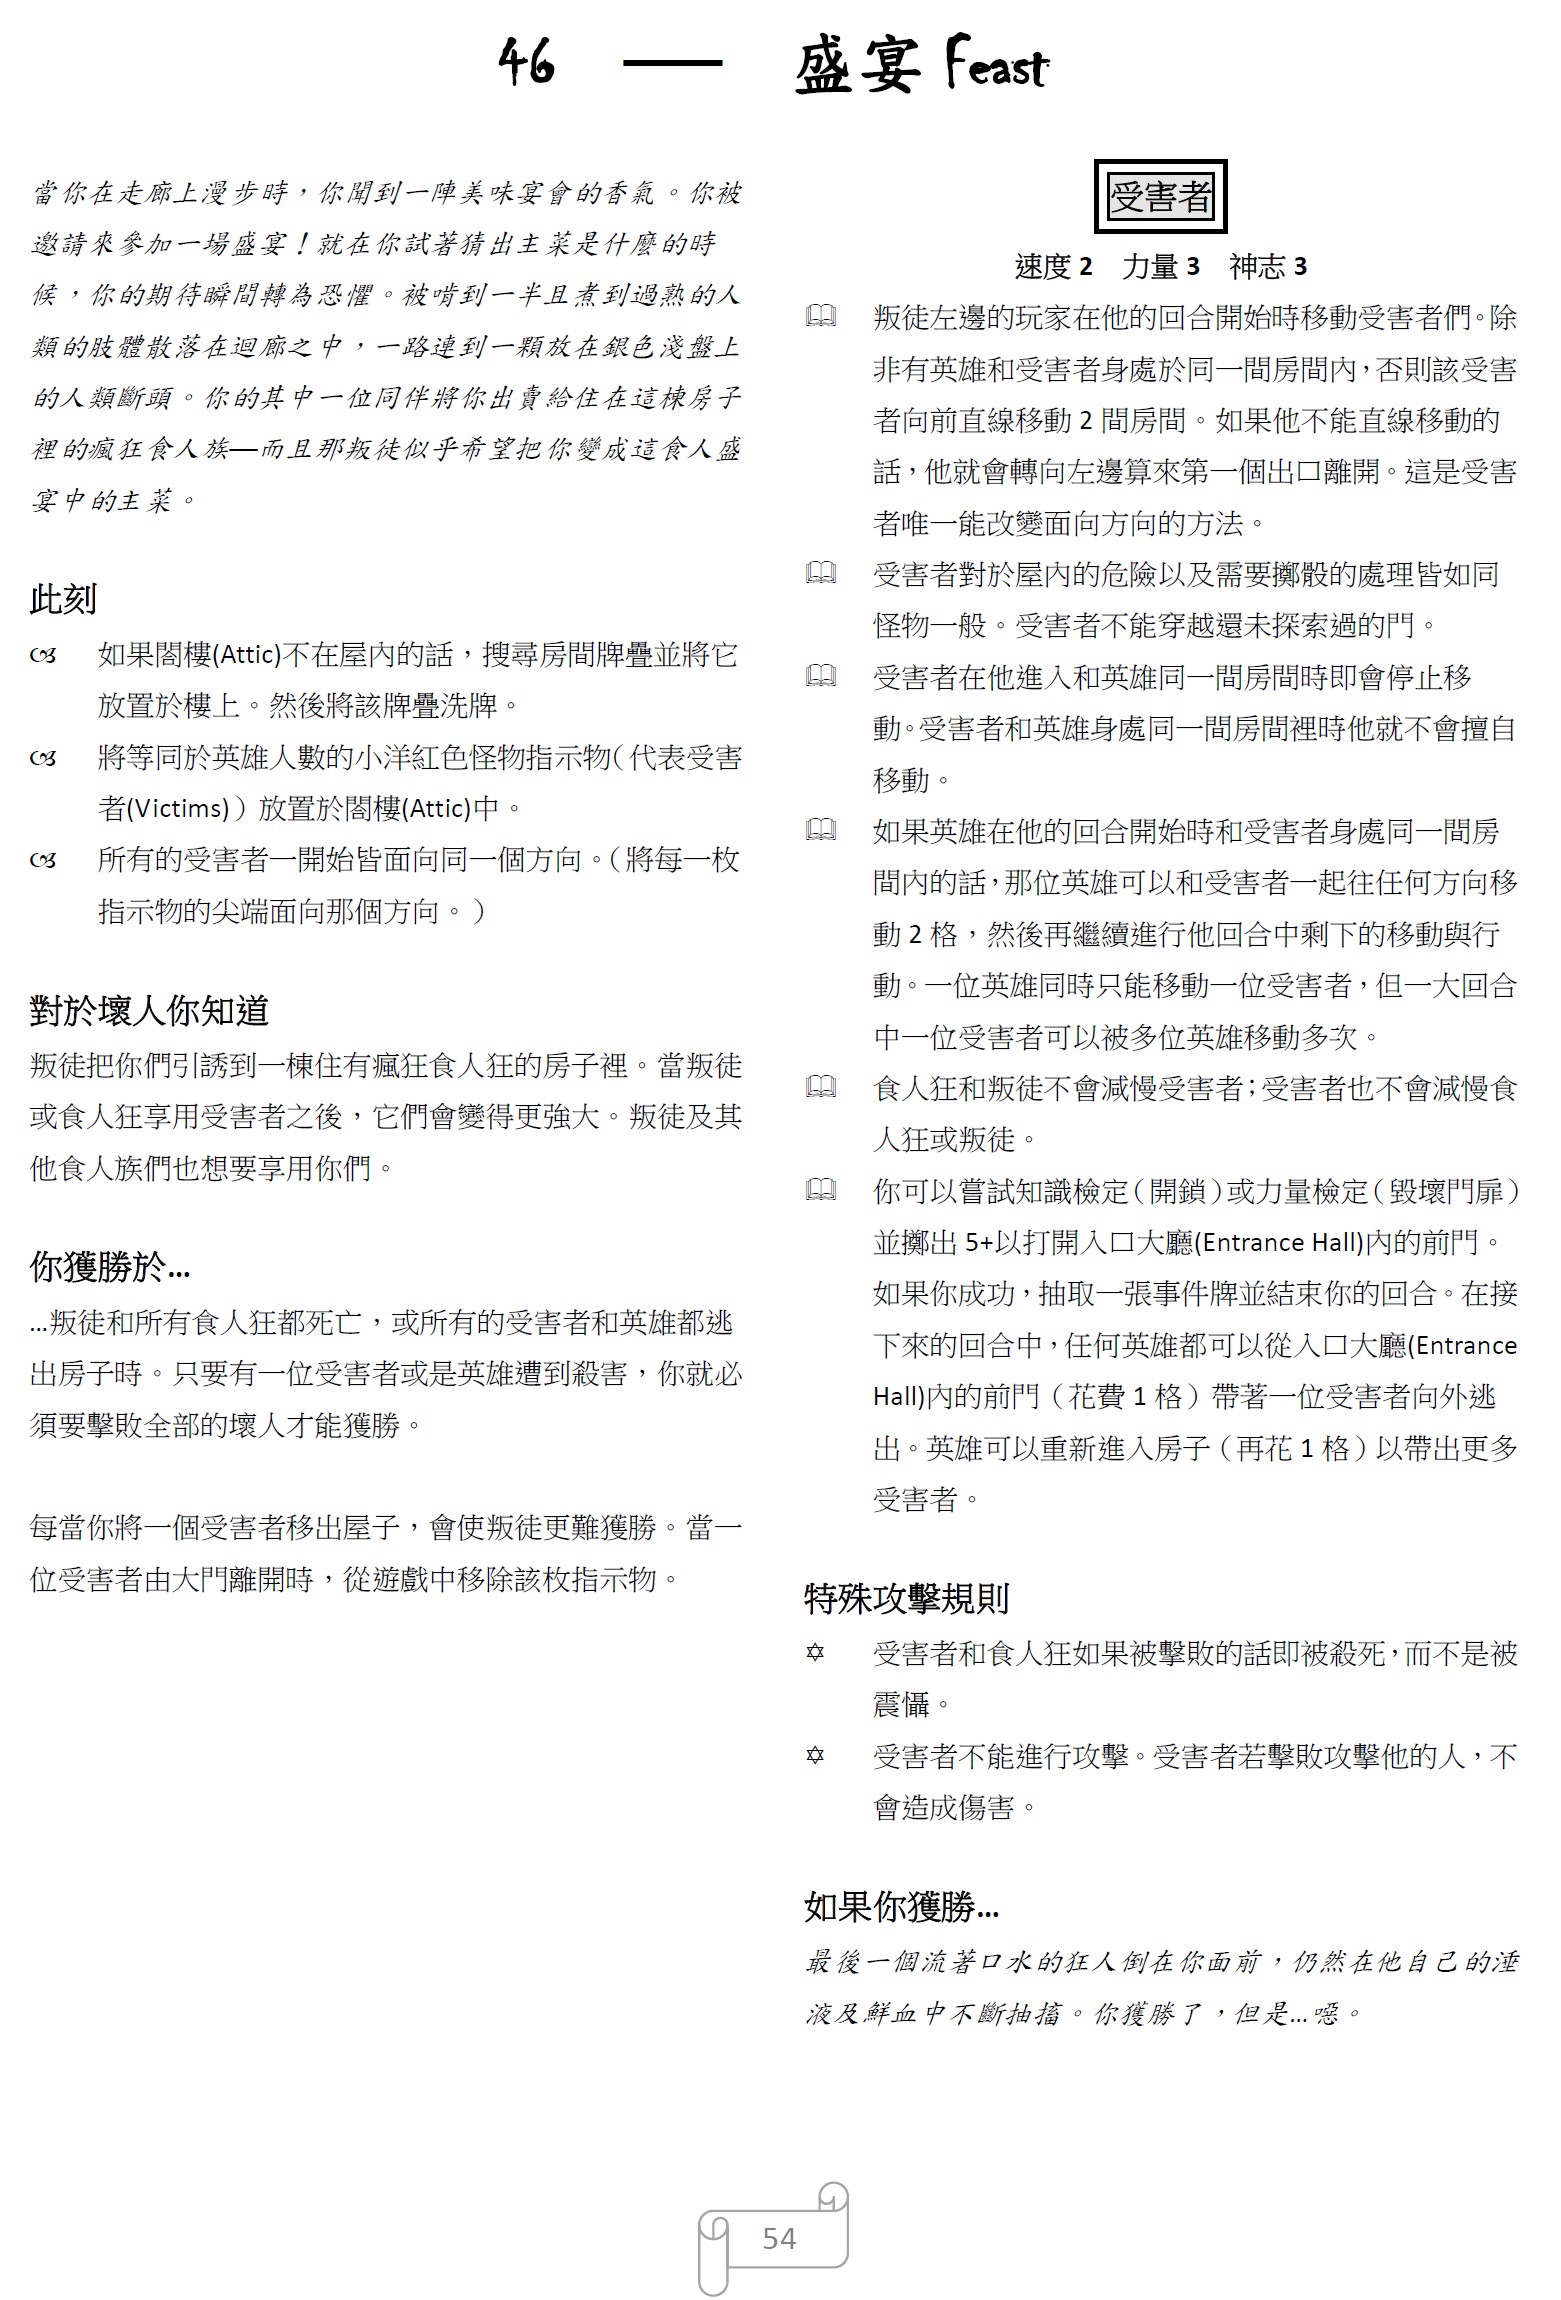 46 — 盛宴 Feast
當你在走廊上漫步時，你聞到一陣美味宴會的香氣。你被
邀請來參加一場盛宴！就在你試著猜出主菜是什麼的時
候，你的期待瞬間轉為恐懼。被啃到一半且煮到過熟的人
類的肢體散落在迴廊之中，一路連到一顆放在銀色淺盤上
的人類斷頭。你的其中一位同伴將你出賣給住在這棟房子
裡的瘋狂食人族—而且那叛徒似乎希望把你變成這食人盛
宴中的主菜。
此刻
如果閣樓(Attic)不在屋內的話，搜尋房間牌疊並將它
放置於樓上。然後將該牌疊洗牌。
將等同於英雄人數的小洋紅色怪物指示物（代表受害
者(Victims)）放置於閣樓(Attic)中。
所有的受害者一開始皆面向同一個方向。（將每一枚
指示物的尖端面向那個方向。）
對於壞人你知道
叛徒把你們引誘到一棟住有瘋狂食人狂的房子裡。當叛徒
或食人狂享用受害者之後，它們會變得更強大。叛徒及其
他食人族們也想要享用你們。
你獲勝於…
…叛徒和所有食人狂都死亡，或所有的受害者和英雄都逃
出房子時。只要有一位受害者或是英雄遭到殺害，你就必
須要擊敗全部的壞人才能獲勝。
每當你將一個受害者移出屋子，會使叛徒更難獲勝。當一
位受害者由大門離開時，從遊戲中移除該枚指示物。
受害者
速度 2 力量 3 神志 3
叛徒左邊的玩家在他的回合開始時移動受害者們。除
非有英雄和受害者身處於同一間房間內，否則該受害
者向前直線移動 2 間房間。如果他不能直線移動的
話，他就會轉向左邊算來第一個出口離開。這是受害
者唯一能改變面向方向的方法。
受害者對於屋內的危險以及需要擲骰的處理皆如同
怪物一般。受害者不能穿越還未探索過的門。
受害者在他進入和英雄同一間房間時即會停止移
動。受害者和英雄身處同一間房間裡時他就不會擅自
移動。
如果英雄在他的回合開始時和受害者身處同一間房
間內的話，那位英雄可以和受害者一起往任何方向移
動 2 格，然後再繼續進行他回合中剩下的移動與行
動。一位英雄同時只能移動一位受害者，但一大回合
中一位受害者可以被多位英雄移動多次。
食人狂和叛徒不會減慢受害者；受害者也不會減慢食
人狂或叛徒。
你可以嘗試知識檢定（開鎖）或力量檢定（毀壞門扉）
並擲出 5+以打開入口大廳(Entrance Hall)內的前門。
如果你成功，抽取一張事件牌並結束你的回合。在接
下來的回合中，任何英雄都可以從入口大廳(Entrance
Hall)內的前門（花費 1 格）帶著一位受害者向外逃
出。英雄可以重新進入房子（再花 1 格）以帶出更多
受害者。
特殊攻擊規則
受害者和食人狂如果被擊敗的話即被殺死，而不是被
震懾。
受害者不能進行攻擊。受害者若擊敗攻擊他的人，不
會造成傷害。
如果你獲勝…
最後一個流著口水的狂人倒在你面前，仍然在他自己的涶
液及鮮血中不斷抽搐。你獲勝了，但是…噁。
54